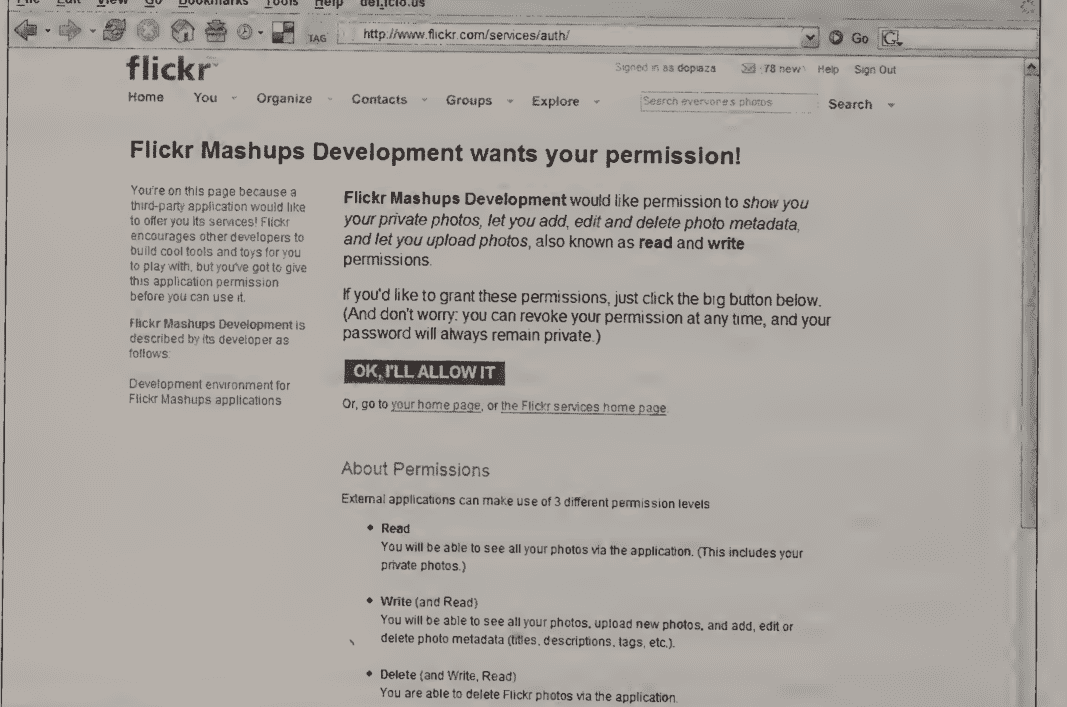 File Edit View Go Bookmarks Tools Help del.icio.us
TAG http://www.flickr.com/services/auth/ Go
flickr
Signed in as dopiaza 78 new Help Sign Out
Home You Organize Contacts Groups Explore Search everyone's photos Search
Flickr Mashups Development wants your permission!
You're on this page because a
third-party application would like
to offer you its services! Flickr
encourages other developers to
build cool tools and toys for you
to play with, but you've got to give
this application permission
before you can use it.
Flickr Mashups Development is
described by its developer as
follows:
Development environment for
Flickr Mashups applications
Flickr Mashups Development would like permission to show you
your private photos, let you add, edit and delete photo metadata,
and let you upload photos, also known as read and write
permissions.
If you'd like to grant these permissions, just click the big button below.
(And don't worry: you can revoke your permission at any time, and your
password will always remain private.)
OK, I'LL ALLOW IT
Or, go to your home page, or the Flickr services home page.
About Permissions
External applications can make use of 3 different permission levels
• Read
You will be able to see all your photos via the application. (This includes your
private photos.)
• Write (and Read)
You will be able to see all your photos, upload new photos, and add, edit or
delete photo metadata (titles, descriptions, tags, etc.).
• Delete (and Write, Read)
You are able to delete Flickr photos via the application.